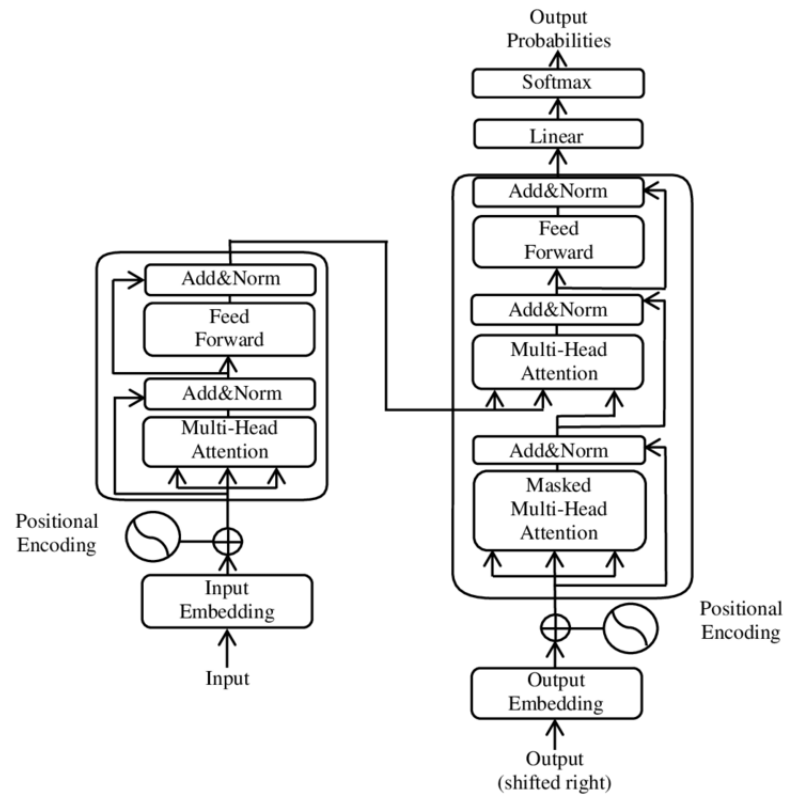 Output
Probabilities
Softmax
Linear
Add&Norm
Feed
Forward
Add&Norm
Multi-Head
Attention
Add&Norm
Masked
Multi-Head
Attention
Positional
Encoding
Output
Embedding
Output
(shifted right)
Add&Norm
Feed
Forward
Add&Norm
Multi-Head
Attention
Positional
Encoding
Input
Embedding
Input